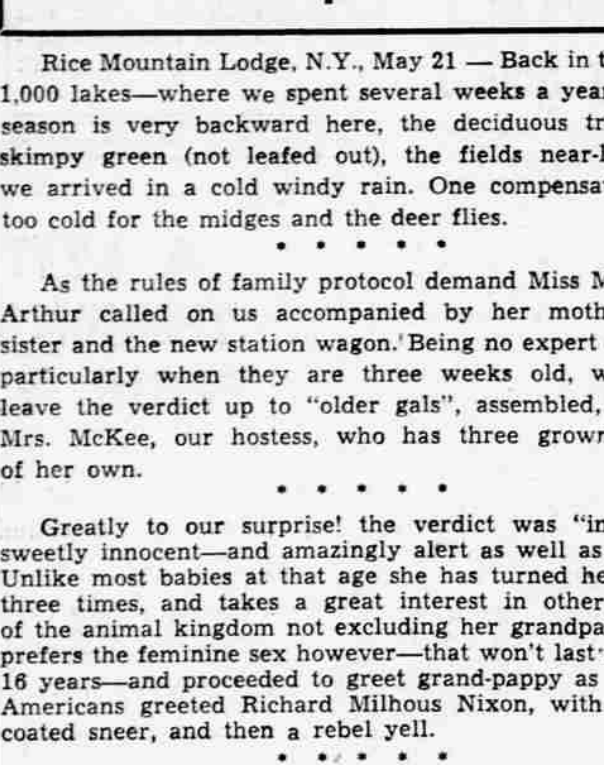 Rice Mountain Lodge, N.Y., May 21 — Back in
1,000 lakes—where we spent several weeks a
season is very backward here, the deciduous
skimpy green (not leafed out), the fields
we arrived in a cold windy rain. One
too cold for the midges and the deer flies.
* * * * *
As the rules of family protocol demand Miss
Arthur called on us accompanied by her
sister and the new station wagon. Being no expert
particularly when they are three weeks old,
leave the verdict up to "older gals", assembled,
Mrs. McKee, our hostess, who has three
of her own.
* * * * *
Greatly to our surprise! the verdict was
sweetly innocent—and amazingly alert as well as
Unlike most babies at that age she has turned
three times, and takes a great interest in other
of the animal kingdom not excluding her
prefers the feminine sex however—that won't last
16 years—and proceeded to greet grand-pappy as
Americans greeted Richard Milhous Nixon, with
coated sneer, and then a rebel yell.
* * * * *